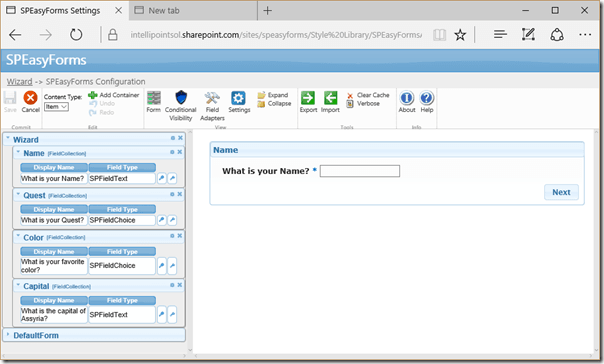 SPEasyForms Settings
New tab
intellipointsol.sharepoint.com/sites/speasyforms/Style%20Library/SPEasyForms
SPEasyForms
Wizard -> SPEasyForms Configuration
Save
Cancel
Content Type:
Item
Add Container
Undo
Redo
Form
Conditional Visibility
Field Adapters
Settings
Expand
Collapse
Export
Import
Clear Cache
Verbose
About
Help
Commit
Edit
View
Tools
Info
Wizard
Name [FieldCollection]
Display Name Field Type
What is your Name? SPFieldText
Quest [FieldCollection]
Display Name Field Type
What is your Quest? SPFieldChoice
Color [FieldCollection]
Display Name Field Type
What is your favorite
color?
SPFieldChoice
Capital [FieldCollection]
Display Name Field Type
What is the capital of
Assyria?
SPFieldText
DefaultForm
Name
What is your Name? *
Next